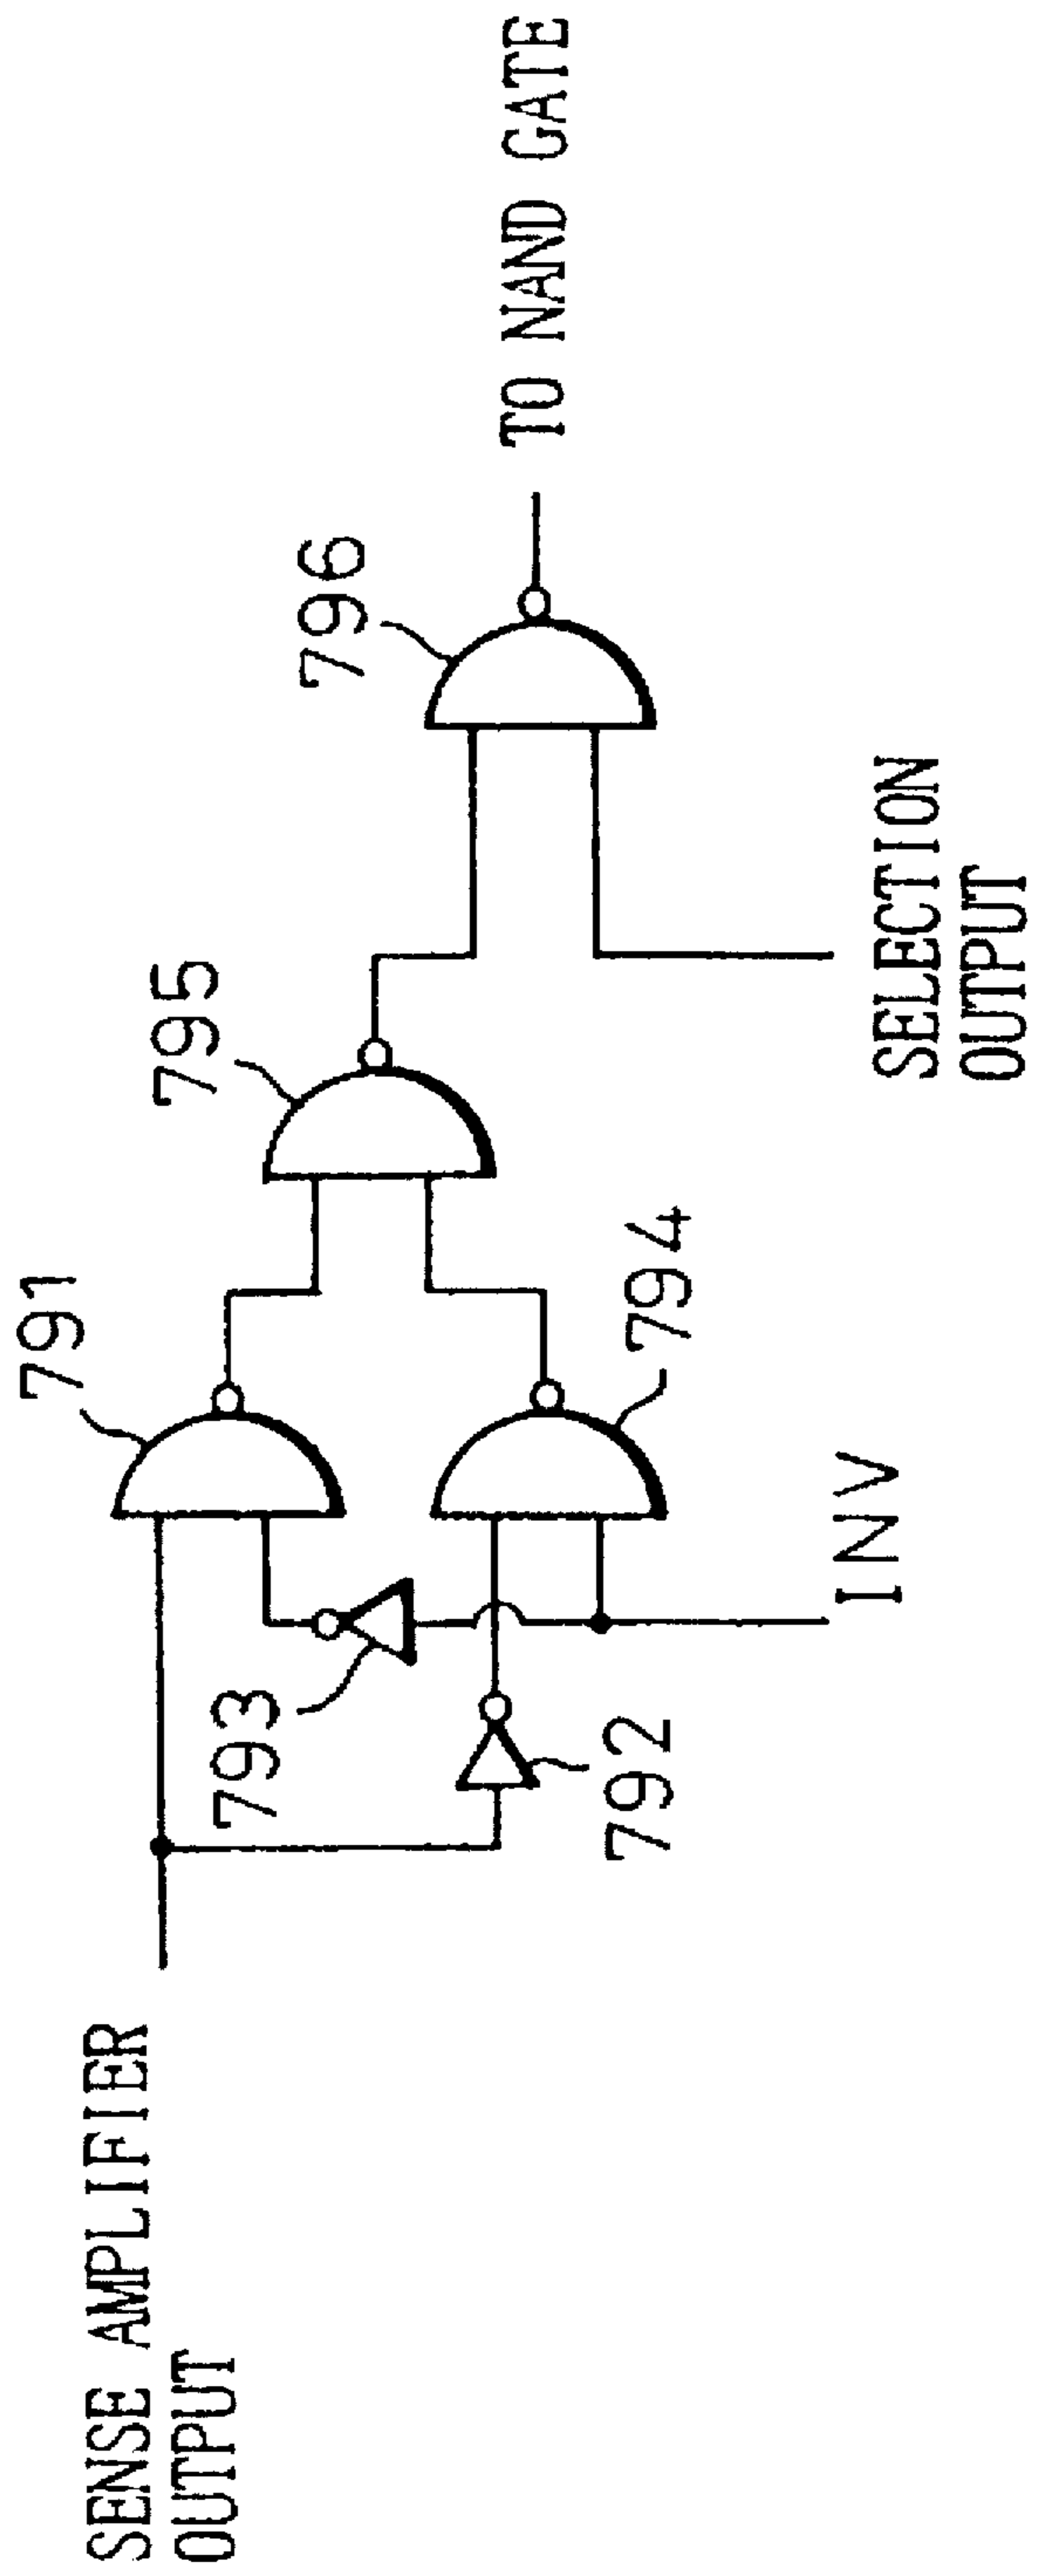 SENSE AMPLIFIER
OUTPUT
791
793
792
794
INV
795
796
SELECTION
OUTPUT
TO NAND GATE